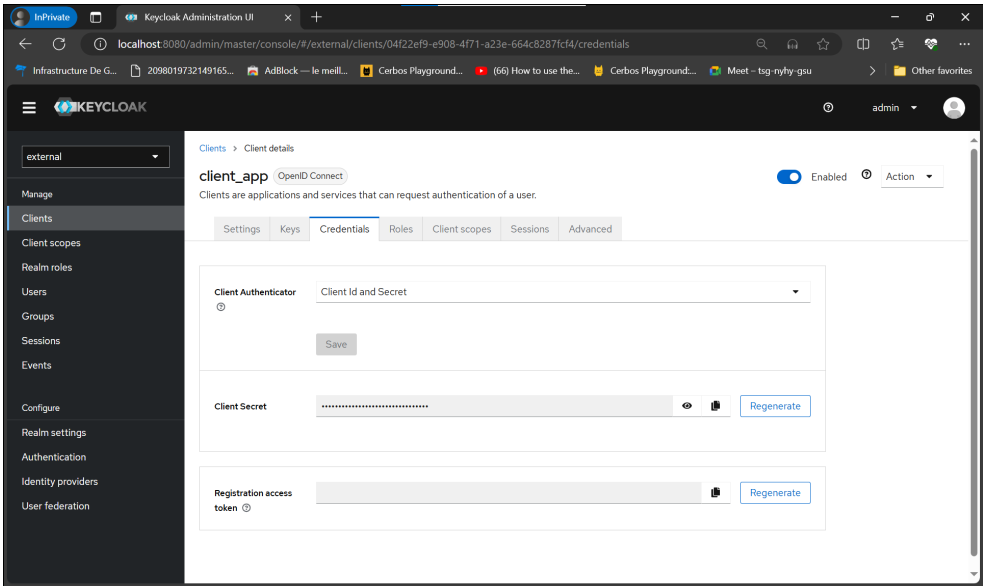 InPrivate
Keycloak Administration UI
localhost:8080/admin/master/console/#/external/clients/04f22ef9-e908-4f71-a23e-664c8287fcf4/credentials
Infrastructure De G... 2098019732149165... AdBlock — le meill... Cerbos Playground... (66) How to use the... Cerbos Playground:... Meet – tsg-nyhy-gsu Other favorites
KEYCLOAK
admin
external
Manage
Clients
Client scopes
Realm roles
Users
Groups
Sessions
Events
Configure
Realm settings
Authentication
Identity providers
User federation
Clients > Client details
client_app OpenID Connect
Enabled
Action
Clients are applications and services that can request authentication of a user.
Settings Keys Credentials Roles Client scopes Sessions Advanced
Client Authenticator
Client Id and Secret
Save
Client Secret
••••••••••••••••••••••••••••••••
Regenerate
Registration access
token
Regenerate